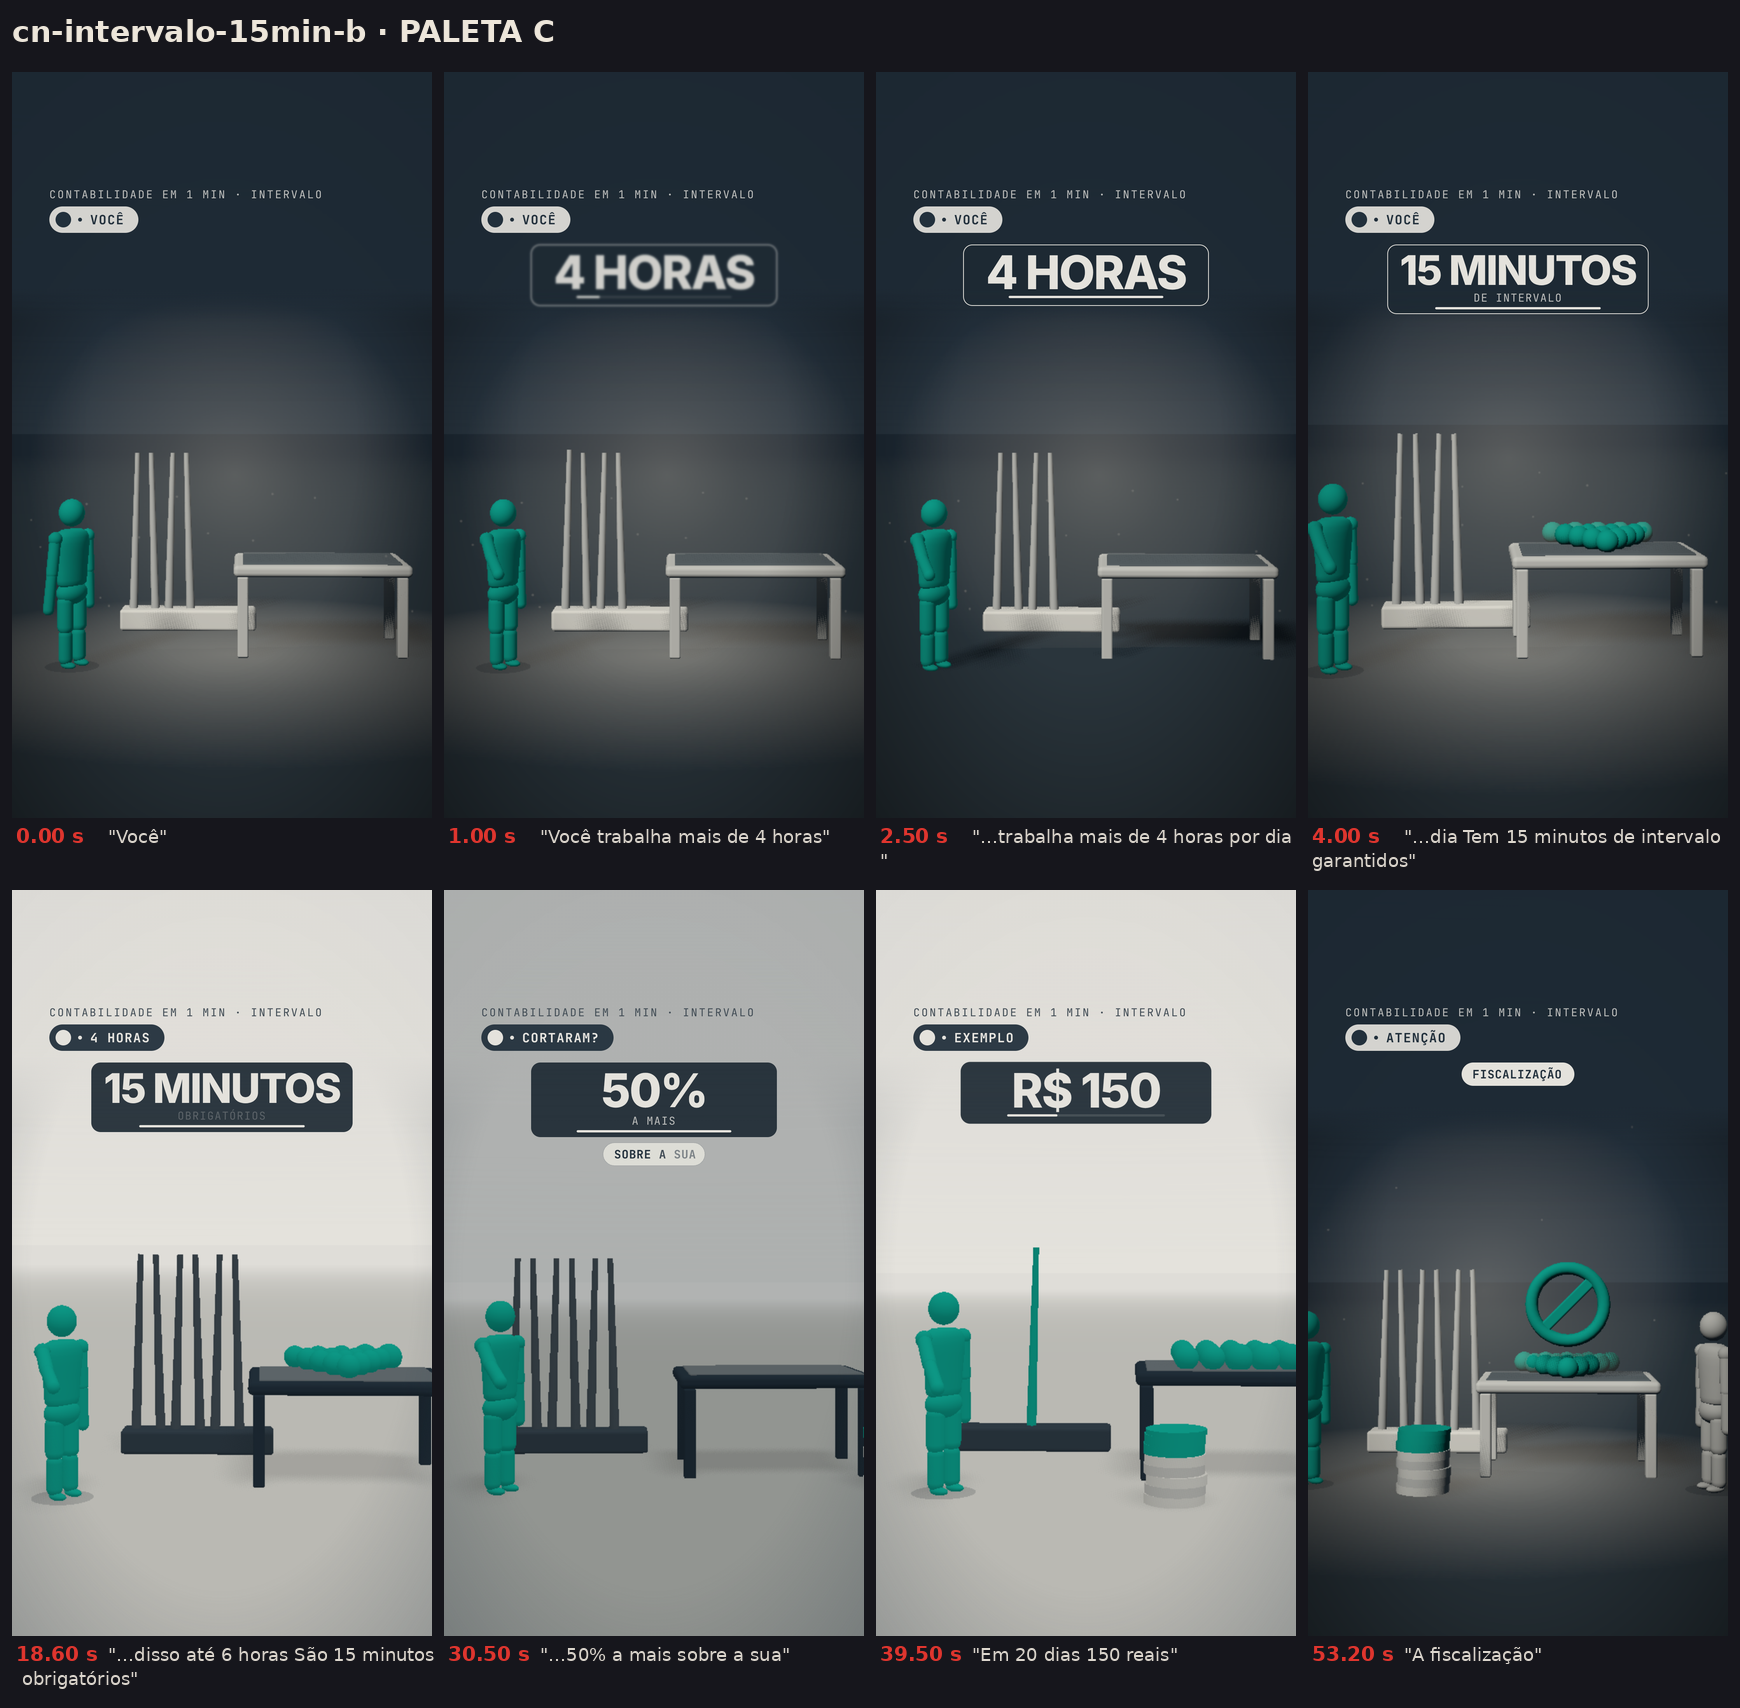 cn-intervalo-15min-b · PALETA C
CONTABILIDADE EM 1 MIN · INTERVALO
• VOCÊ
0.00 s "Você"
CONTABILIDADE EM 1 MIN · INTERVALO
• VOCÊ
4 HORAS
1.00 s "Você trabalha mais de 4 horas"
CONTABILIDADE EM 1 MIN · INTERVALO
• VOCÊ
4 HORAS
2.50 s "...trabalha mais de 4 horas por dia
"
CONTABILIDADE EM 1 MIN · INTERVALO
• VOCÊ
15 MINUTOS
DE INTERVALO
4.00 s "...dia Tem 15 minutos de intervalo
garantidos"
CONTABILIDADE EM 1 MIN · INTERVALO
• 4 HORAS
15 MINUTOS
OBRIGATÓRIOS
18.60 s "...disso até 6 horas São 15 minutos
obrigatórios"
CONTABILIDADE EM 1 MIN · INTERVALO
• CORTARAM?
50%
A MAIS
SOBRE A SUA
30.50 s "...50% a mais sobre a sua"
CONTABILIDADE EM 1 MIN · INTERVALO
• EXEMPLO
R$ 150
39.50 s "Em 20 dias 150 reais"
CONTABILIDADE EM 1 MIN · INTERVALO
• ATENÇÃO
FISCALIZAÇÃO
53.20 s "A fiscalização"